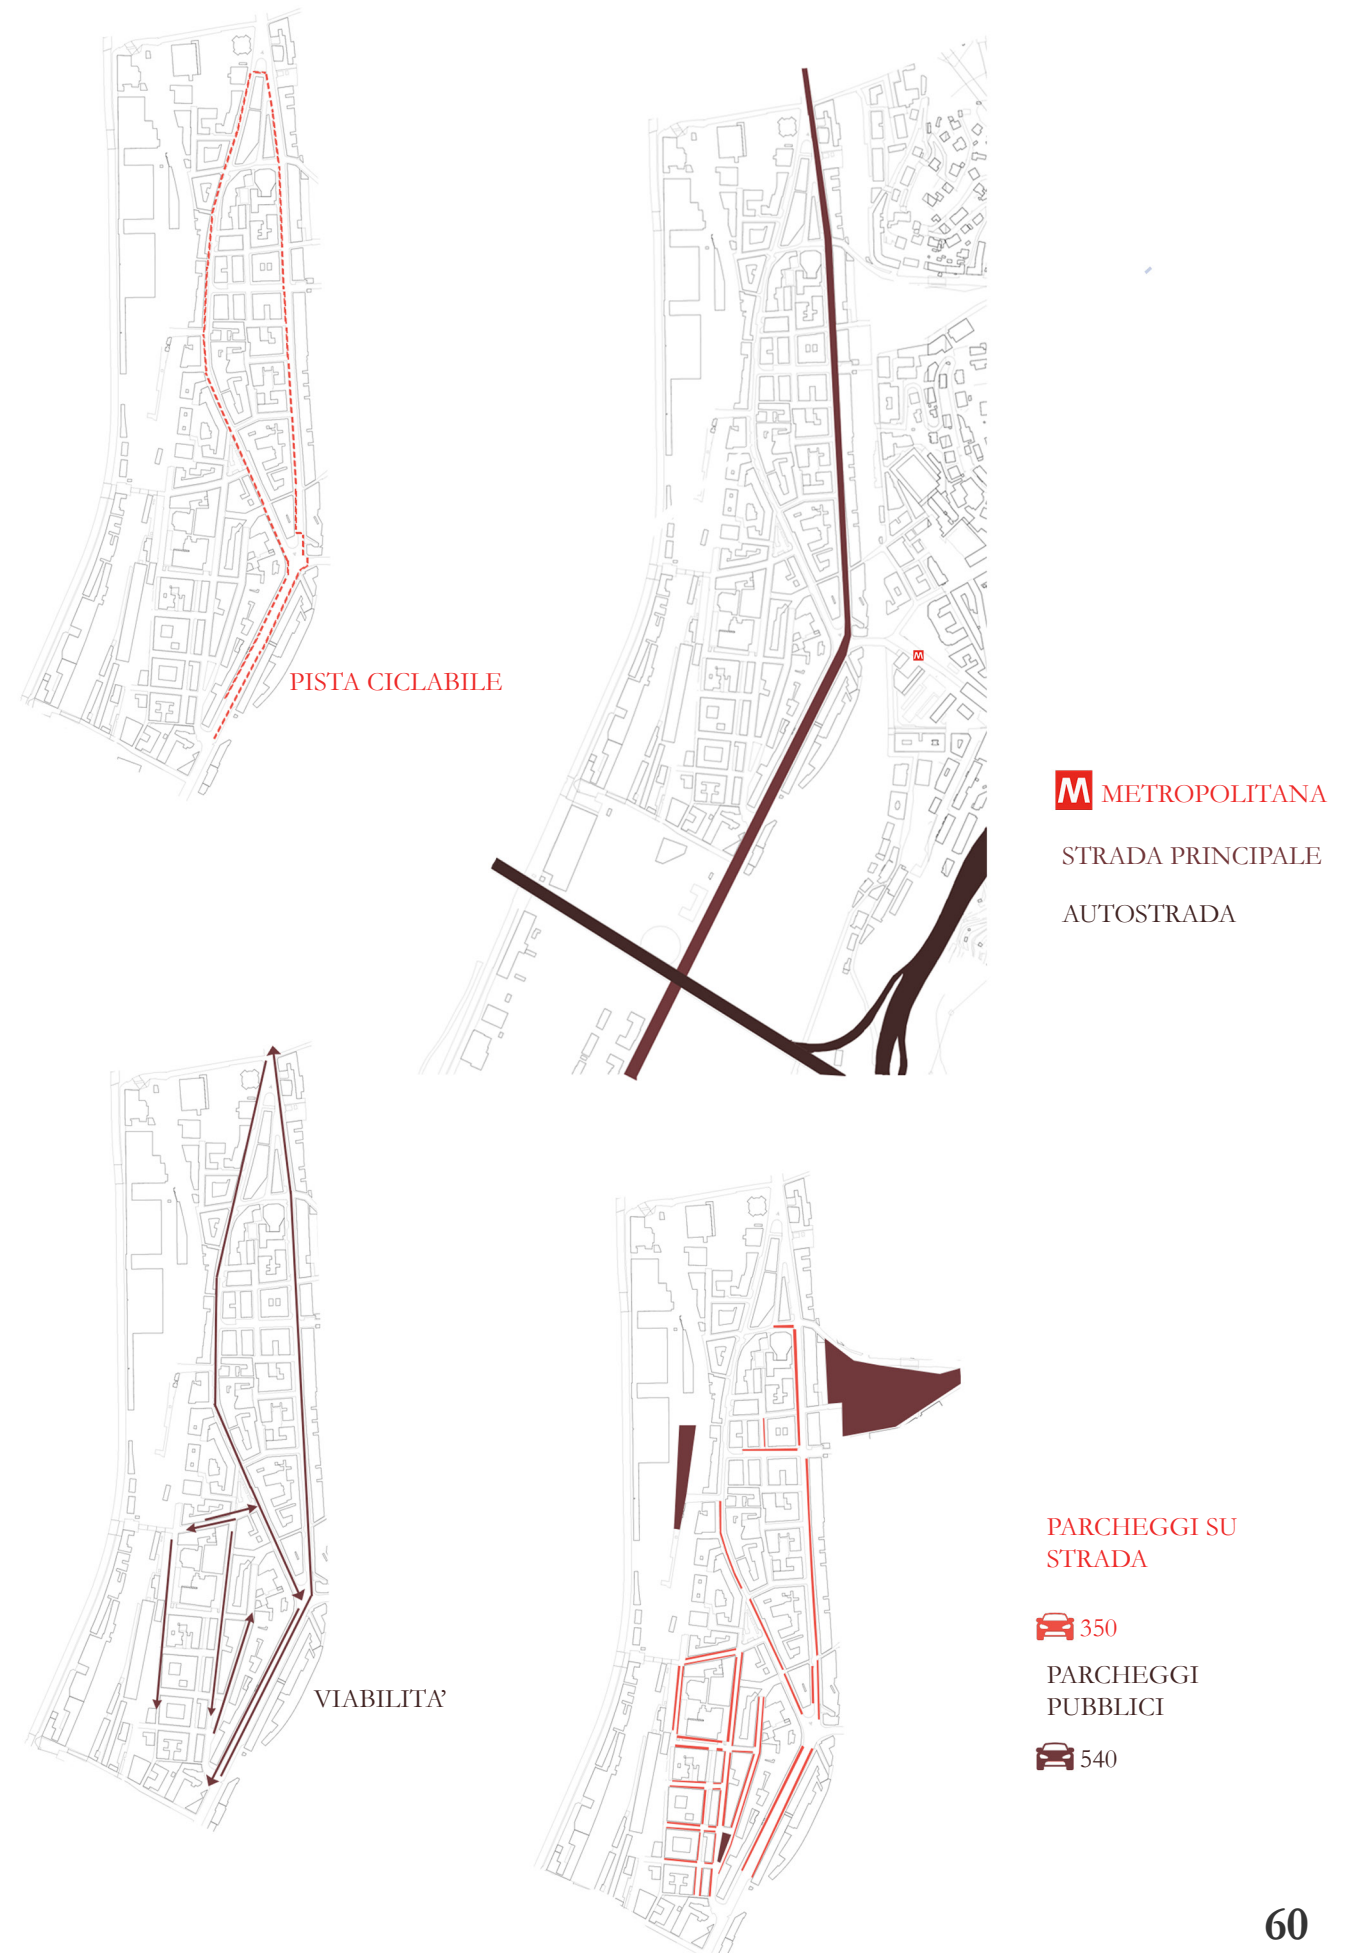 PISTA CICLABILE
M
M METROPOLITANA
STRADA PRINCIPALE
AUTOSTRADA
VIABILITA’
PARCHEGGI SU
STRADA
350
PARCHEGGI
PUBBLICI
540
60